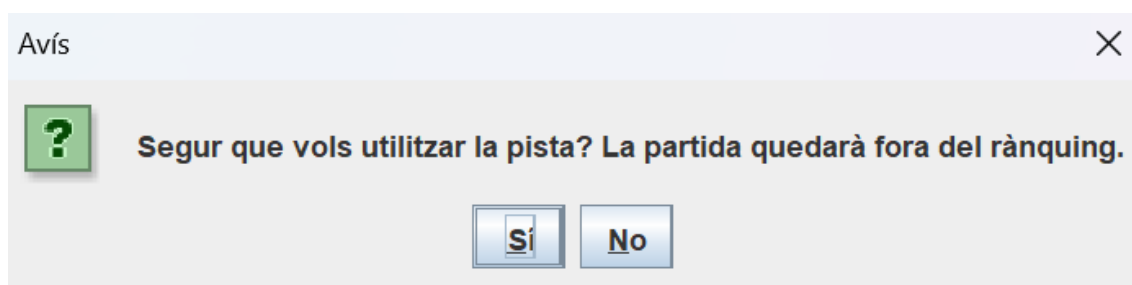 Avís
Segur que vols utilitzar la pista? La partida quedarà fora del rànquing.
Sí No